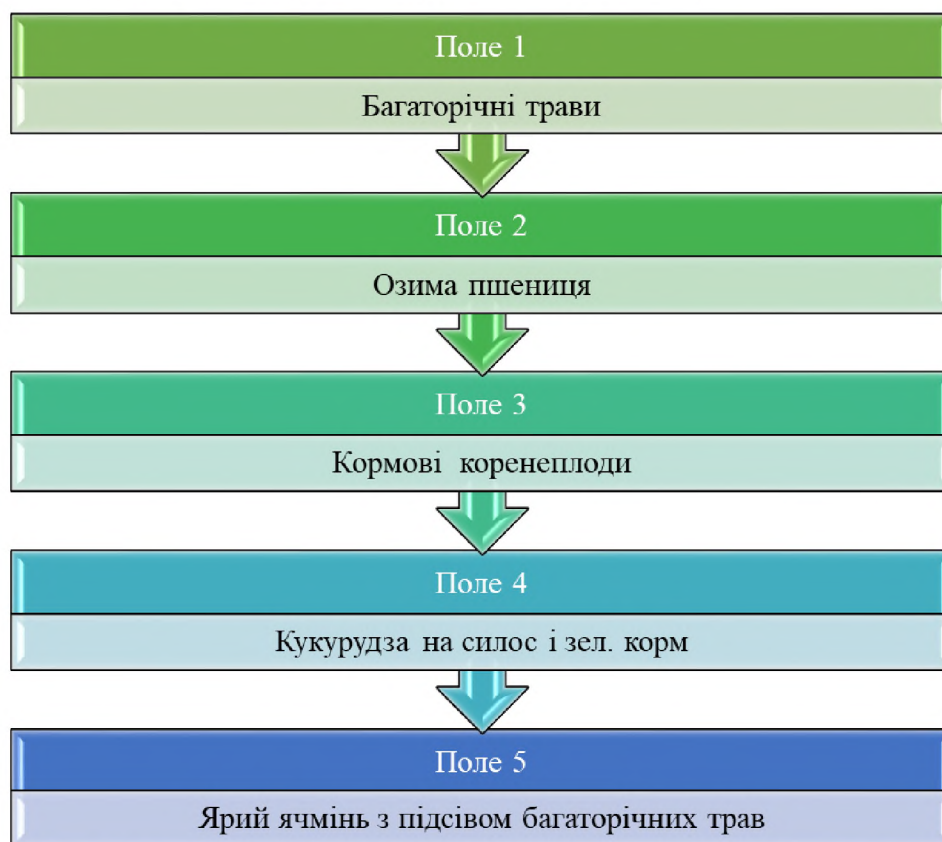 Поле 1
Багаторічні трави
Поле 2
Озима пшениця
Поле 3
Кормові коренеплоди
Поле 4
Кукурудза на силос і зел. корм
Поле 5
Ярий ячмінь з підсівом багаторічних трав